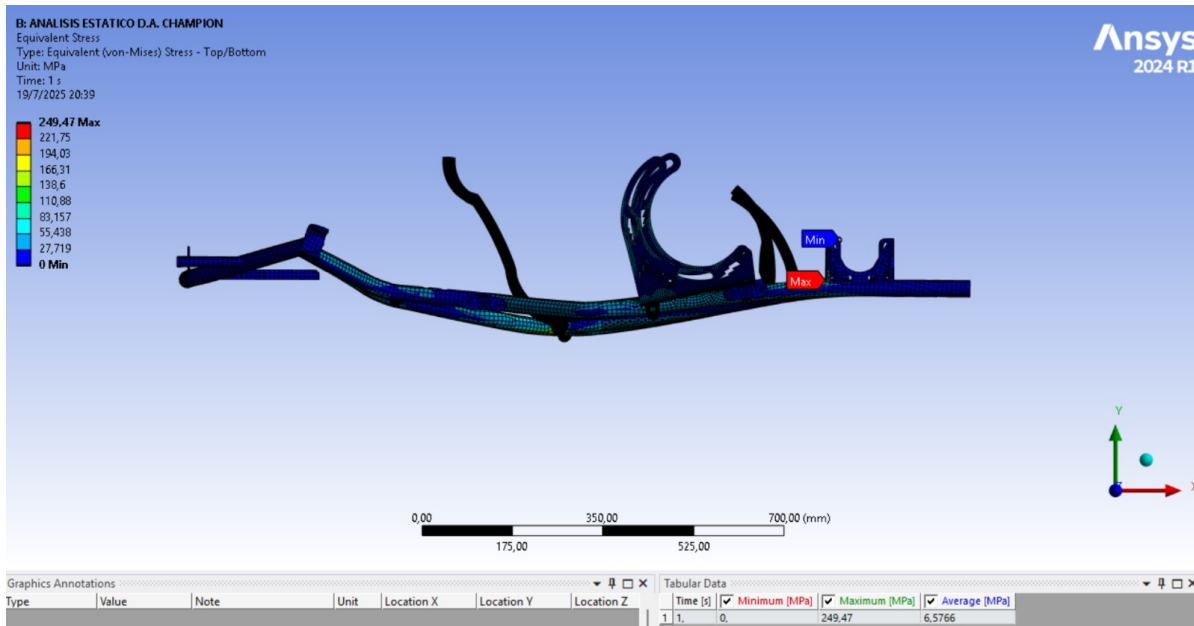 B: ANALISIS ESTATICO D.A. CHAMPION
Equivalent Stress
Type: Equivalent (von-Mises) Stress - Top/Bottom
Unit: MPa
Time: 1 s
19/7/2025 20:39
249,47 Max
221,75
194,03
166,31
138,6
110,88
83,157
55,438
27,719
0 Min
Ansys
2024 R1
Min
Max
Y
X
Z
0,00 350,00 700,00 (mm)
175,00 525,00
Graphics Annotations
Type Value Note Unit Location X Location Y Location Z
Tabular Data
Time [s] Minimum [MPa] Maximum [MPa] Average [MPa]
1 1, 0, 249,47 6,5766